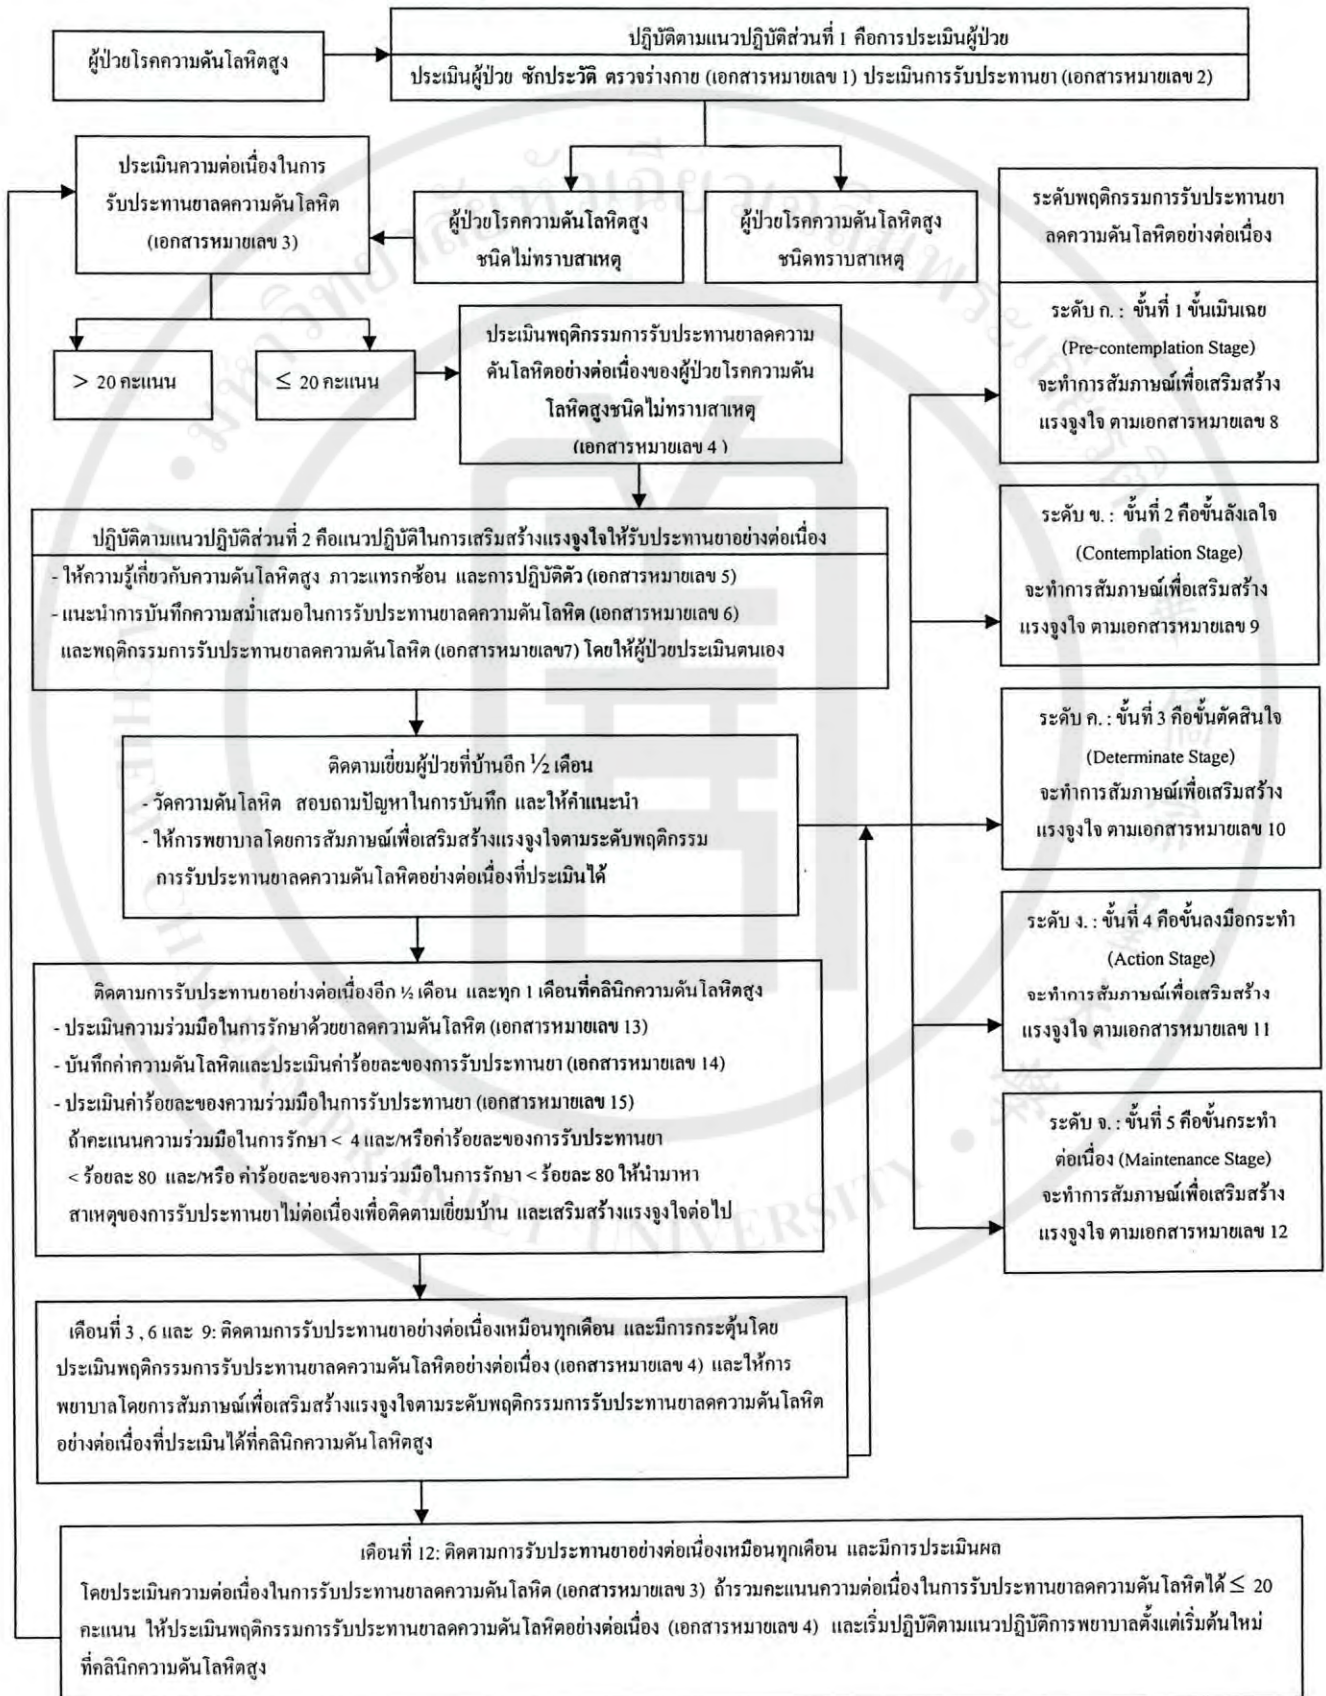 ผู้ป่วยโรคความดันโลหิตสูง
ปฏิบัติตามแนวปฏิบัติส่วนที่ 1 คือการประเมินผู้ป่วย
ประเมินผู้ป่วย ซักประวัติ ตรวจร่างกาย (เอกสารหมายเลข 1) ประเมินการรับประทานยา (เอกสารหมายเลข 2)
ประเมินความต่อเนื่องในการ
รับประทานยาลดความดันโลหิต
(เอกสารหมายเลข 3)
ผู้ป่วยโรคความดันโลหิตสูง
ชนิดไม่ทราบสาเหตุ
ผู้ป่วยโรคความดันโลหิตสูง
ชนิดทราบสาเหตุ
> 20 คะแนน
≤ 20 คะแนน
ประเมินพฤติกรรมการรับประทานยาลดความ
ดันโลหิตอย่างต่อเนื่องของผู้ป่วยโรคความดัน
โลหิตสูงชนิดไม่ทราบสาเหตุ
(เอกสารหมายเลข 4 )
ปฏิบัติตามแนวปฏิบัติส่วนที่ 2 คือแนวปฏิบัติในการเสริมสร้างแรงจูงใจให้รับประทานยาอย่างต่อเนื่อง
- ให้ความรู้เกี่ยวกับความดันโลหิตสูง ภาวะแทรกซ้อน และการปฏิบัติตัว (เอกสารหมายเลข 5)
- แนะนำการบันทึกความสม่ำเสมอในการรับประทานยาลดความดันโลหิต (เอกสารหมายเลข 6)
และพฤติกรรมการรับประทานยาลดความดันโลหิต (เอกสารหมายเลข7) โดยให้ผู้ป่วยประเมินตนเอง
ติดตามเยี่ยมผู้ป่วยที่บ้านอีก ½ เดือน
- วัดความดันโลหิต สอบถามปัญหาในการบันทึก และให้คำแนะนำ
- ให้การพยาบาลโดยการสัมภาษณ์เพื่อเสริมสร้างแรงจูงใจตามระดับพฤติกรรม
การรับประทานยาลดความดันโลหิตอย่างต่อเนื่องที่ประเมินได้
ติดตามการรับประทานยาอย่างต่อเนื่องอีก ½ เดือน และทุก 1 เดือนที่คลินิกความดันโลหิตสูง
- ประเมินความร่วมมือในการรักษาด้วยยาลดความดันโลหิต (เอกสารหมายเลข 13)
- บันทึกค่าความดันโลหิตและประเมินค่าร้อยละของการรับประทานยา (เอกสารหมายเลข 14)
- ประเมินค่าร้อยละของความร่วมมือในการรับประทานยา (เอกสารหมายเลข 15)
ถ้าคะแนนความร่วมมือในการรักษา < 4 และ/หรือค่าร้อยละของการรับประทานยา
< ร้อยละ 80 และ/หรือ ค่าร้อยละของความร่วมมือในการรักษา < ร้อยละ 80 ให้นำมาหา
สาเหตุของการรับประทานยาไม่ต่อเนื่องเพื่อติดตามเยี่ยมบ้าน และเสริมสร้างแรงจูงใจต่อไป
เดือนที่ 3 , 6 และ 9: ติดตามการรับประทานยาอย่างต่อเนื่องเหมือนทุกเดือน และมีการกระตุ้นโดย
ประเมินพฤติกรรมการรับประทานยาลดความดันโลหิตอย่างต่อเนื่อง (เอกสารหมายเลข 4) และให้การ
พยาบาลโดยการสัมภาษณ์เพื่อเสริมสร้างแรงจูงใจตามระดับพฤติกรรมการรับประทานยาลดความดันโลหิต
อย่างต่อเนื่องที่ประเมินได้ที่คลินิกความดันโลหิตสูง
เดือนที่ 12: ติดตามการรับประทานยาอย่างต่อเนื่องเหมือนทุกเดือน และมีการประเมินผล
โดยประเมินความต่อเนื่องในการรับประทานยาลดความดันโลหิต (เอกสารหมายเลข 3) ถ้ารวมคะแนนความต่อเนื่องในการรับประทานยาลดความดันโลหิตได้ ≤ 20
คะแนน ให้ประเมินพฤติกรรมการรับประทานยาลดความดันโลหิตอย่างต่อเนื่อง (เอกสารหมายเลข 4) และเริ่มปฏิบัติตามแนวปฏิบัติการพยาบาลตั้งแต่เริ่มต้นใหม่
ที่คลินิกความดันโลหิตสูง
ระดับพฤติกรรมการรับประทานยา
ลดความดันโลหิตอย่างต่อเนื่อง
ระดับ ก. : ขั้นที่ 1 ขั้นเมินเฉย
(Pre-contemplation Stage)
จะทำการสัมภาษณ์เพื่อเสริมสร้าง
แรงจูงใจ ตามเอกสารหมายเลข 8
ระดับ ข. : ขั้นที่ 2 คือขั้นลังเลใจ
(Contemplation Stage)
จะทำการสัมภาษณ์เพื่อเสริมสร้าง
แรงจูงใจ ตามเอกสารหมายเลข 9
ระดับ ค. : ขั้นที่ 3 คือขั้นตัดสินใจ
(Determinate Stage)
จะทำการสัมภาษณ์เพื่อเสริมสร้าง
แรงจูงใจ ตามเอกสารหมายเลข 10
ระดับ ง. : ขั้นที่ 4 คือขั้นลงมือกระทำ
(Action Stage)
จะทำการสัมภาษณ์เพื่อเสริมสร้าง
แรงจูงใจ ตามเอกสารหมายเลข 11
ระดับ จ. : ขั้นที่ 5 คือขั้นกระทำ
ต่อเนื่อง (Maintenance Stage)
จะทำการสัมภาษณ์เพื่อเสริมสร้าง
แรงจูงใจ ตามเอกสารหมายเลข 12
มหาวิทยาลัยหัวเฉียวเฉลิมพระเกียรติ
HUACHIEW CHALERMPRAKIET UNIVERSITY